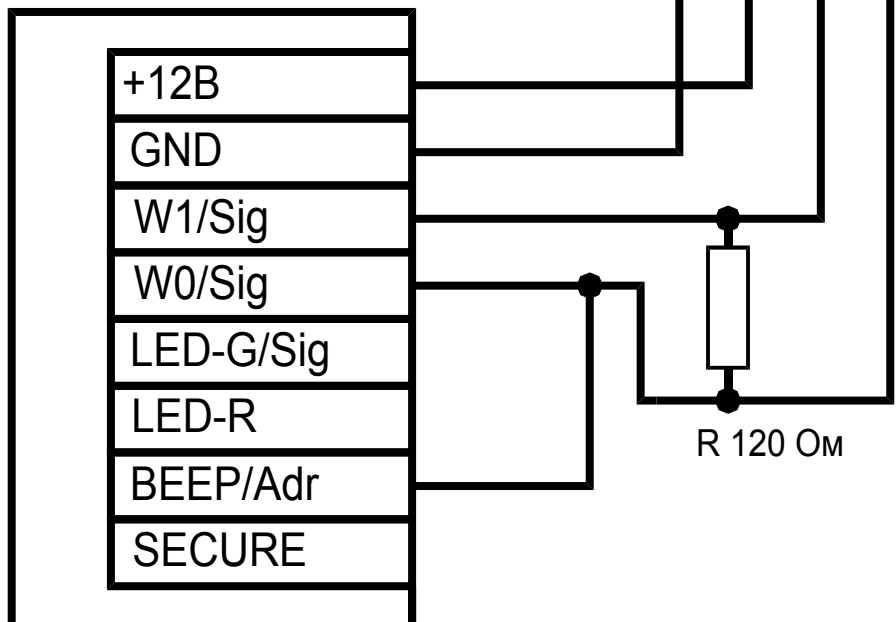 +12В
GND
W1/Sig
W0/Sig
LED-G/Sig
LED-R
BEEP/Adr
SECURE
R 120 Ом